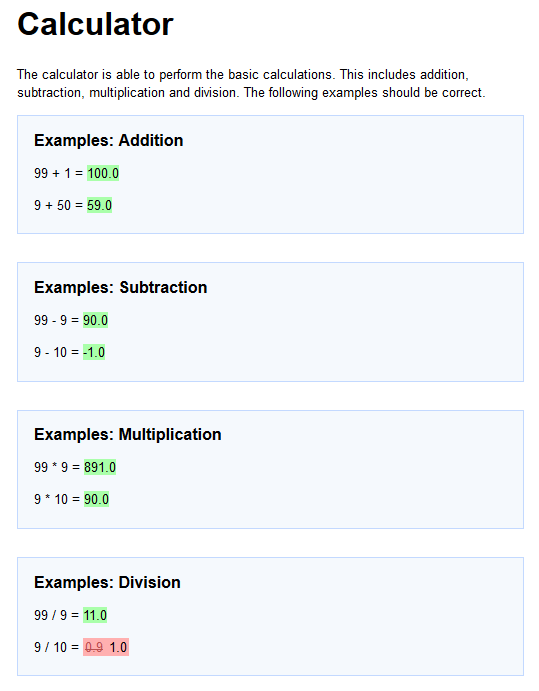 Calculator
The calculator is able to perform the basic calculations. This includes addition,
subtraction, multiplication and division. The following examples should be correct.
Examples: Addition
99 + 1 = 100.0
9 + 50 = 59.0
Examples: Subtraction
99 - 9 = 90.0
9 - 10 = -1.0
Examples: Multiplication
99 * 9 = 891.0
9 * 10 = 90.0
Examples: Division
99 / 9 = 11.0
9 / 10 = 0.9 1.0